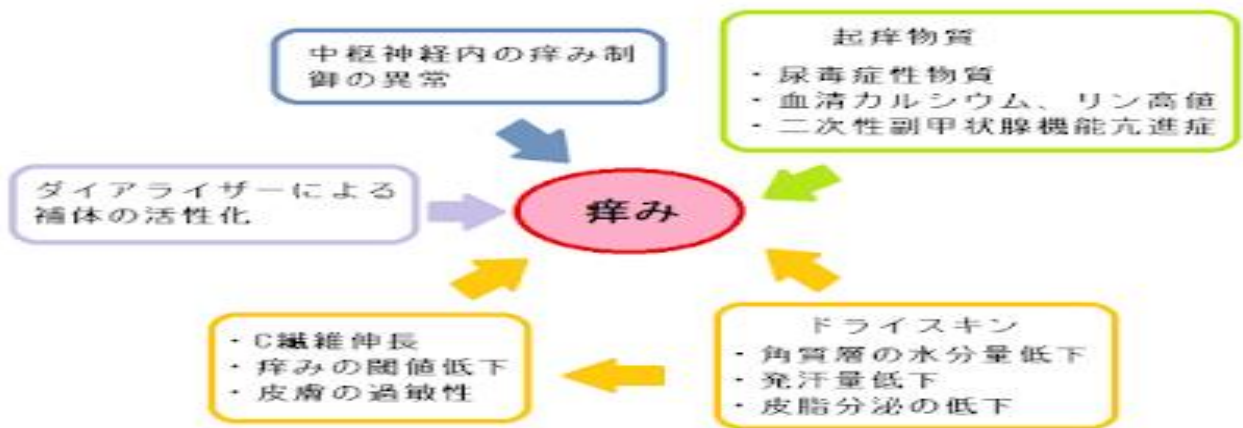 中枢神経内の痒み制
御の異常
起痒物質
・尿毒症性物質
・血清カルシウム、リン高値
・二次性副甲状腺機能亢進症
ダイアライザーによる
補体の活性化
痒み
・C繊維伸長
・痒みの閾値低下
・皮膚の過敏性
ドライスキン
・角質層の水分量低下
・発汗量低下
・皮脂分泌の低下